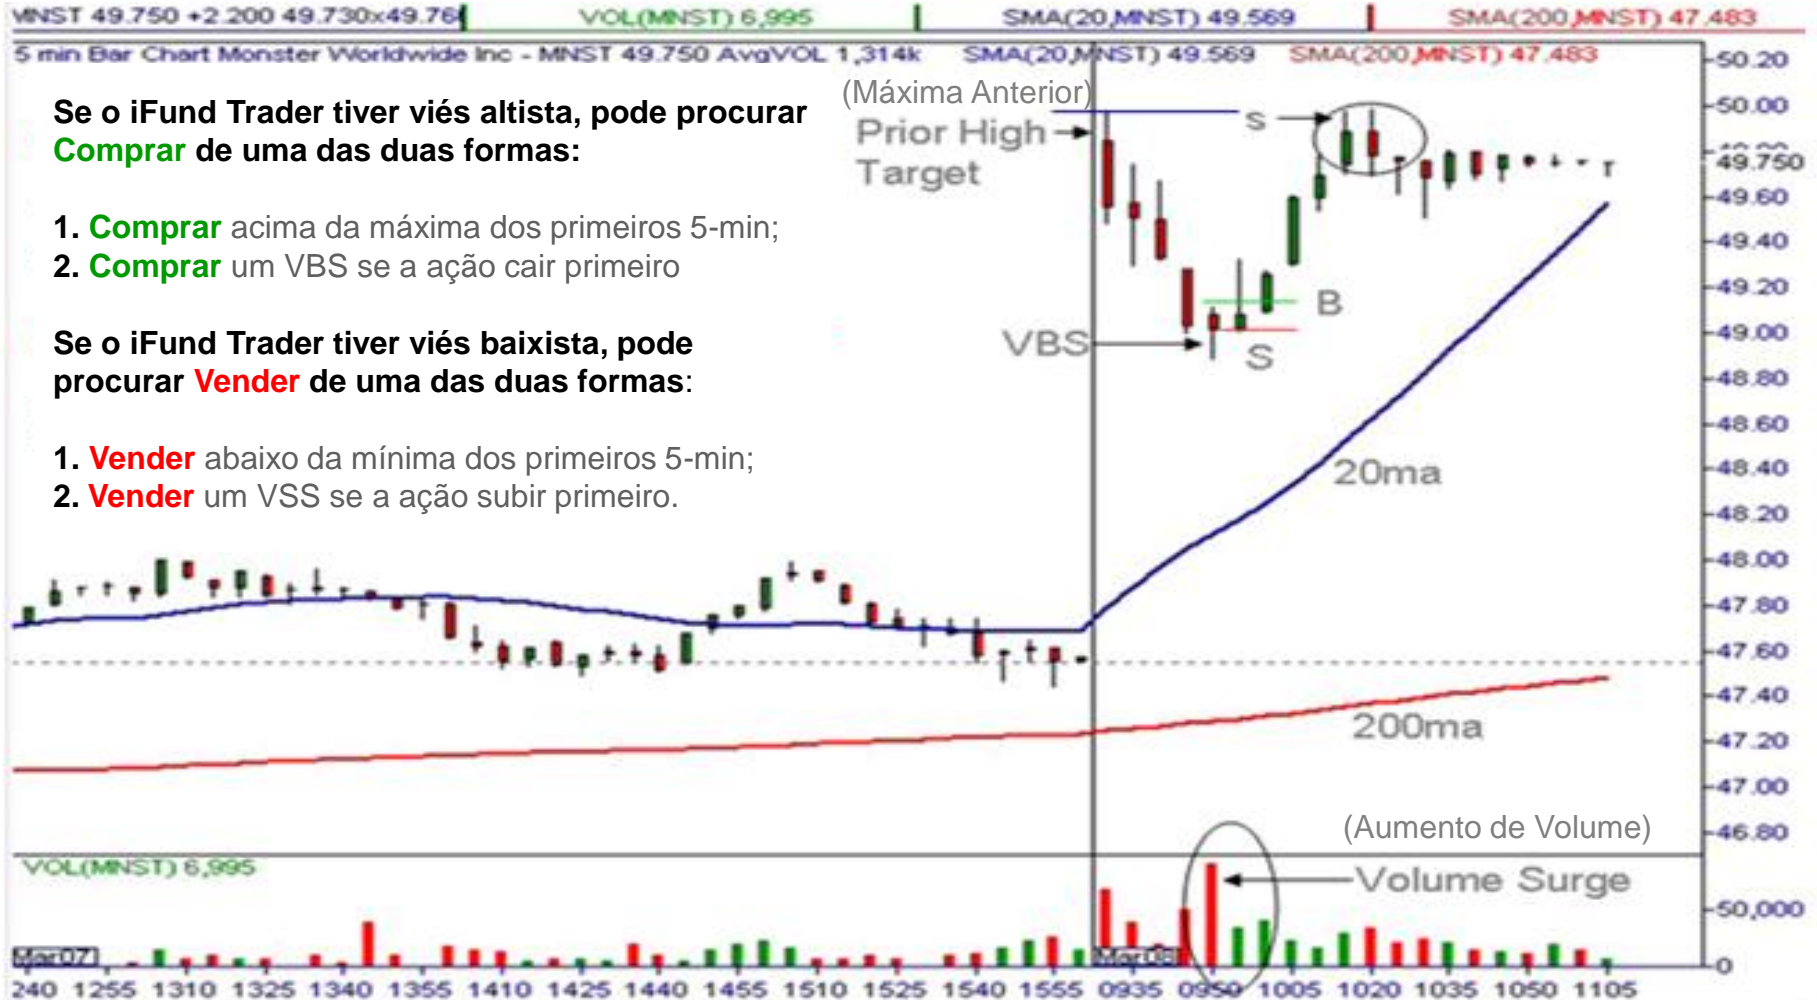 MNST 49.750 +2.200 49.730x49.76
VOL(MNST) 6,995
SMA(20,MNST) 49.569
SMA(200,MNST) 47.483
5 min Bar Chart Monster Worldwide Inc - MNST 49.750 AvgVOL 1,314k
SMA(20,MNST) 49.569
SMA(200,MNST) 47.483
Se o iFund Trader tiver viés altista, pode procurar
Comprar de uma das duas formas:
1. Comprar acima da máxima dos primeiros 5-min;
2. Comprar um VBS se a ação cair primeiro
Se o iFund Trader tiver viés baixista, pode
procurar Vender de uma das duas formas:
1. Vender abaixo da mínima dos primeiros 5-min;
2. Vender um VSS se a ação subir primeiro.
(Máxima Anterior)
Prior High
Target
s
B
VBS
S
20ma
200ma
50.20
50.00
49.750
49.60
49.40
49.20
49.00
48.80
48.60
48.40
48.20
48.00
47.80
47.60
47.40
47.20
47.00
46.80
(Aumento de Volume)
Volume Surge
VOL(MNST) 6,995
50,000
0
Mar07
Mar08
240 1255 1310 1325 1340 1355 1410 1425 1440 1455 1510 1525 1540 1555 0935 0950 1005 1020 1035 1050 1105